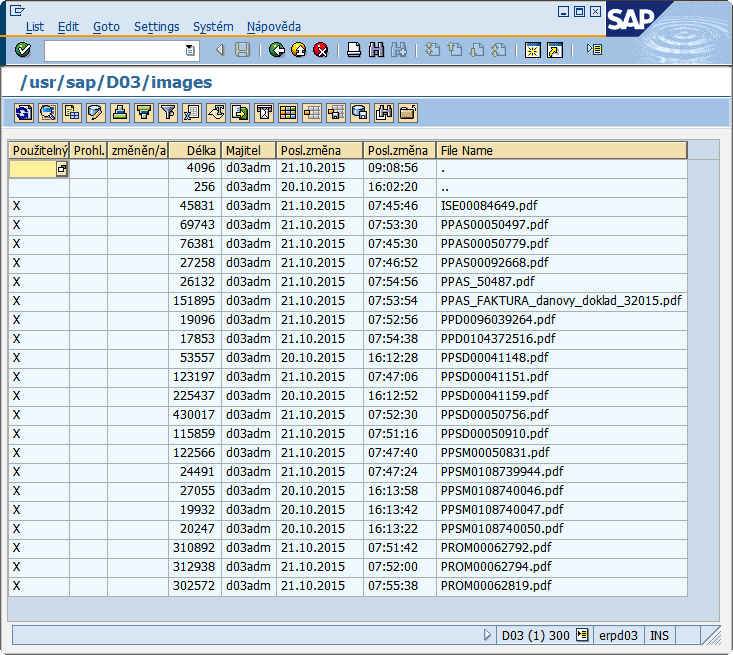 List Edit Goto Settings Systém Nápověda
SAP
/usr/sap/D03/images
Použitelný Prohl. změněn/a Délka Majitel Posl.změna Posl.změna File Name
4096 d03adm 21.10.2015 09:08:56 .
256 d03adm 20.10.2015 16:02:20 ..
X 45831 d03adm 21.10.2015 07:45:46 ISE00084649.pdf
X 69743 d03adm 21.10.2015 07:53:30 PPAS00050497.pdf
X 76381 d03adm 21.10.2015 07:45:30 PPAS00050779.pdf
X 27258 d03adm 21.10.2015 07:46:52 PPAS00092668.pdf
X 26132 d03adm 21.10.2015 07:54:56 PPAS_50487.pdf
X 151895 d03adm 21.10.2015 07:53:54 PPAS_FAKTURA_danovy_doklad_32015.pdf
X 19096 d03adm 21.10.2015 07:52:56 PPD0096039264.pdf
X 17853 d03adm 21.10.2015 07:54:38 PPD0104372516.pdf
X 53557 d03adm 20.10.2015 16:12:28 PPSD00041148.pdf
X 123197 d03adm 21.10.2015 07:47:06 PPSD00041151.pdf
X 225437 d03adm 20.10.2015 16:12:52 PPSD00041159.pdf
X 430017 d03adm 21.10.2015 07:52:30 PPSD00050756.pdf
X 115859 d03adm 21.10.2015 07:51:16 PPSD00050910.pdf
X 122566 d03adm 21.10.2015 07:47:40 PPSM00050831.pdf
X 24491 d03adm 21.10.2015 07:47:24 PPSM0108739944.pdf
X 27055 d03adm 20.10.2015 16:13:58 PPSM0108740046.pdf
X 19932 d03adm 20.10.2015 16:13:42 PPSM0108740047.pdf
X 20247 d03adm 20.10.2015 16:13:22 PPSM0108740050.pdf
X 310892 d03adm 21.10.2015 07:51:42 PROM00062792.pdf
X 312938 d03adm 21.10.2015 07:52:00 PROM00062794.pdf
X 302572 d03adm 21.10.2015 07:55:38 PROM00062819.pdf
D03 (1) 300 erpd03 INS